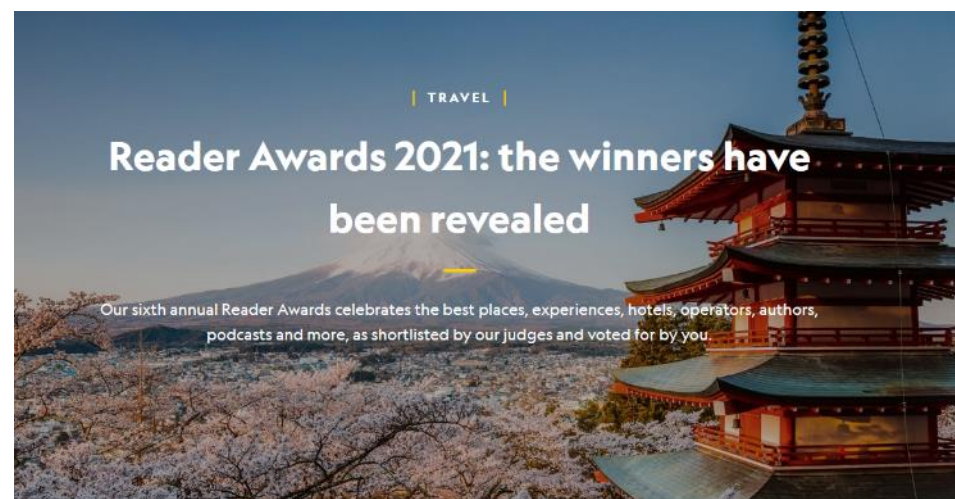 | TRAVEL |
Reader Awards 2021: the winners have
been revealed
Our sixth annual Reader Awards celebrates the best places, experiences, hotels, operators, authors,
podcasts and more, as shortlisted by our judges and voted for by you.